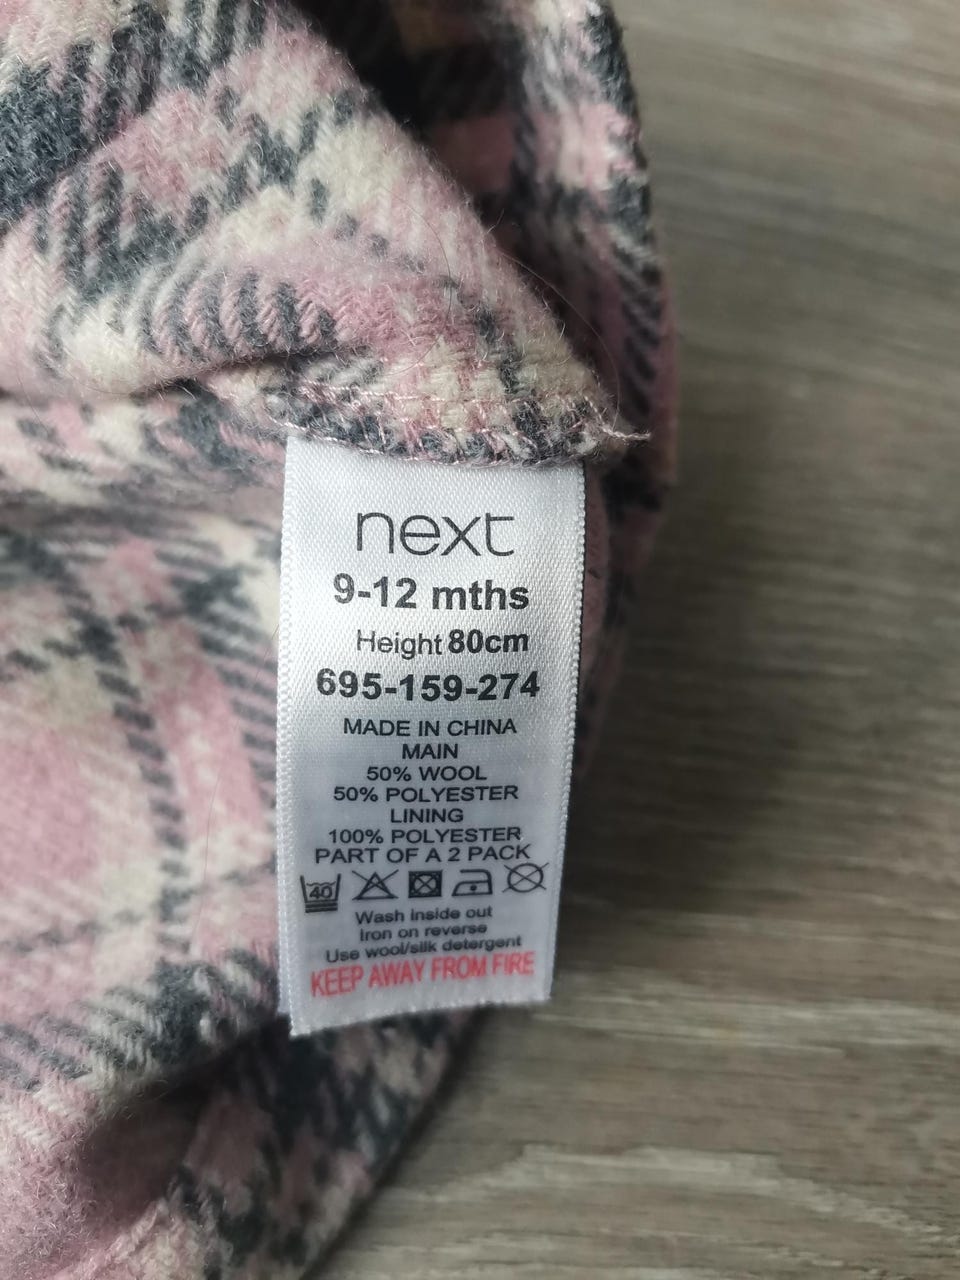 next
9-12 mths
Height 80cm
695-159-274
MADE IN CHINA
MAIN
50% WOOL
50% POLYESTER
LINING
100% POLYESTER
PART OF A 2 PACK
40
Wash inside out
Iron on reverse
Use wool/silk detergent
KEEP AWAY FROM FIRE